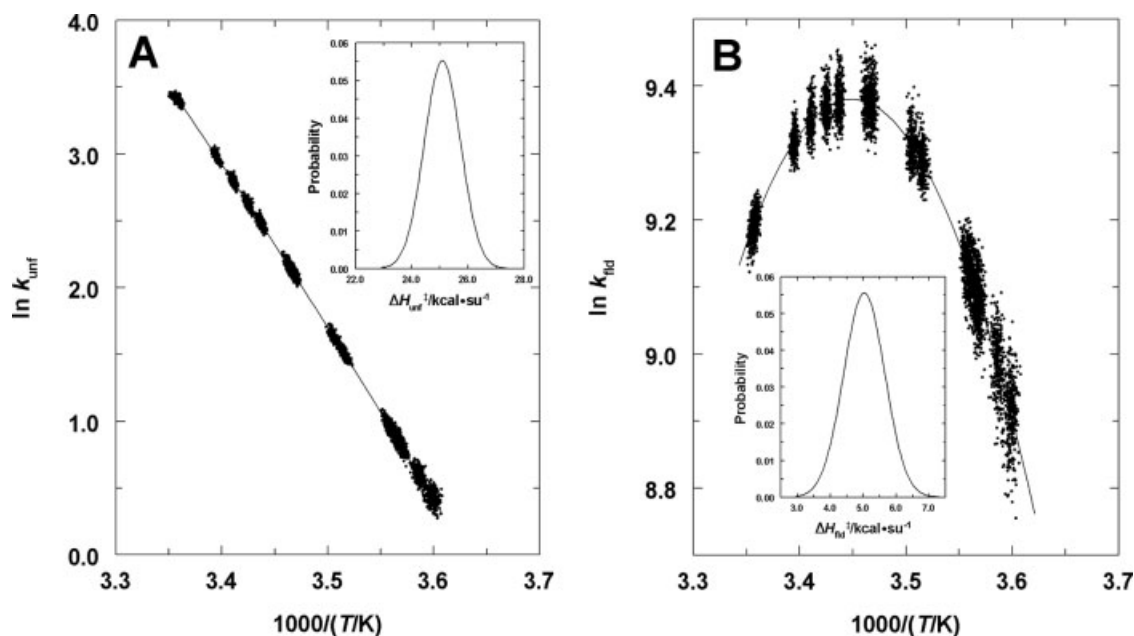 A
4.0
3.0
2.0
1.0
0.0
ln k_unf
3.3 3.4 3.5 3.6 3.7
1000/(T/K)
0.06
0.05
0.04
0.03
0.02
0.01
0.00
Probability
22.0 24.0 26.0 28.0
ΔH_unf‡/kcal•su⁻¹
B
9.4
9.2
9.0
8.8
ln k_fld
3.3 3.4 3.5 3.6 3.7
1000/(T/K)
0.06
0.05
0.04
0.03
0.02
0.01
0.00
Probability
3.0 4.0 5.0 6.0 7.0
ΔH_fld‡/kcal•su⁻¹